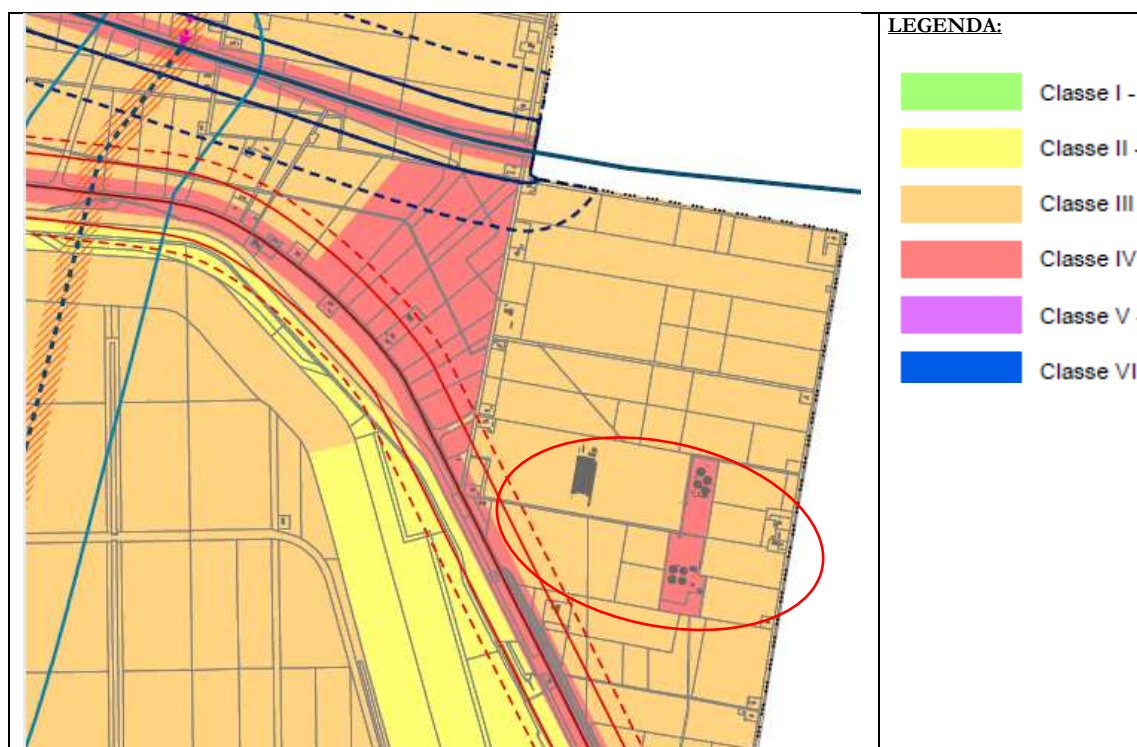 LEGENDA:
Classe I -
Classe II -
Classe III
Classe IV
Classe V -
Classe VI